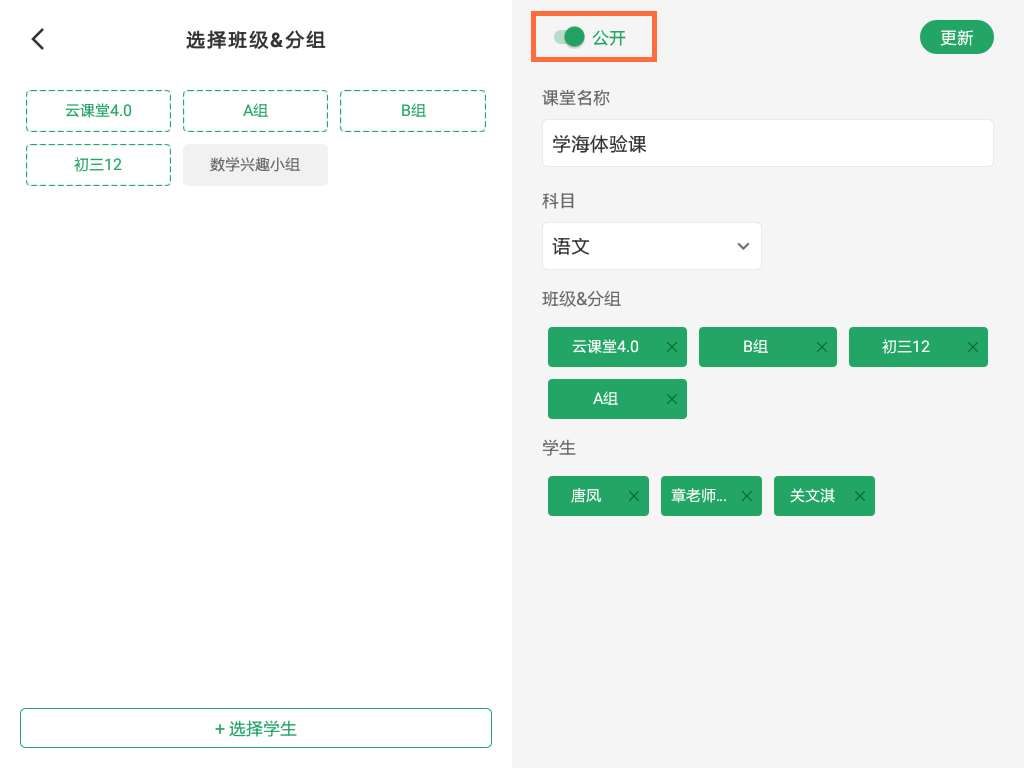 选择班级&分组
云课堂4.0
A组
B组
初三12
数学兴趣小组
+ 选择学生
公开
更新
课堂名称
学海体验课
科目
语文
班级&分组
云课堂4.0
B组
初三12
A组
学生
唐凤
章老师...
关文淇